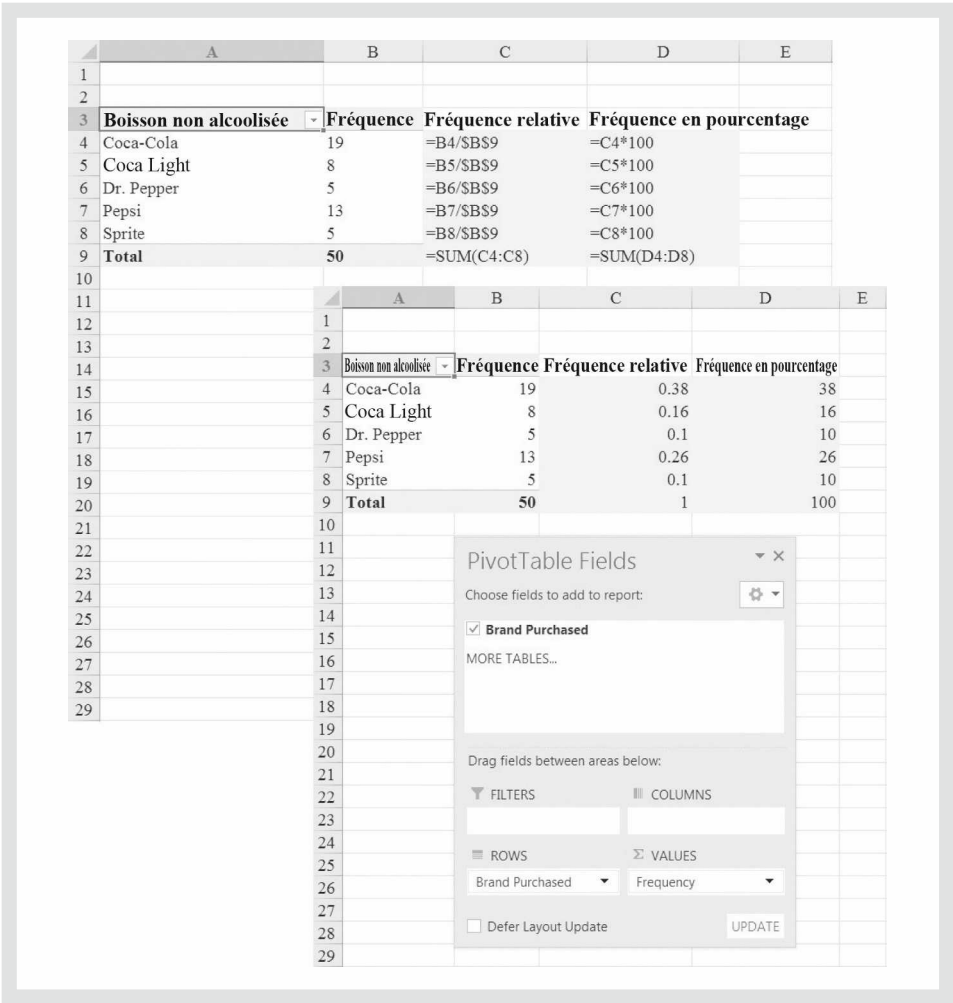 A B C D E
1
2
3 Boisson non alcoolisée Fréquence Fréquence relative Fréquence en pourcentage
4 Coca-Cola 19 =B4/$B$9 =C4*100
5 Coca Light 8 =B5/$B$9 =C5*100
6 Dr. Pepper 5 =B6/$B$9 =C6*100
7 Pepsi 13 =B7/$B$9 =C7*100
8 Sprite 5 =B8/$B$9 =C8*100
9 Total 50 =SUM(C4:C8) =SUM(D4:D8)
10
11
12
13
14
15
16
17
18
19
20
21
22
23
24
25
26
27
28
29
A B C D E
1
2
3 Boisson non alcoolisée Fréquence Fréquence relative Fréquence en pourcentage
4 Coca-Cola 19 0.38 38
5 Coca Light 8 0.16 16
6 Dr. Pepper 5 0.1 10
7 Pepsi 13 0.26 26
8 Sprite 5 0.1 10
9 Total 50 1 100
10
11
12
13
14
15
16
17
18
19
20
21
22
23
24
25
26
27
28
29
PivotTable Fields
Choose fields to add to report:
Brand Purchased
MORE TABLES...
Drag fields between areas below:
FILTERS COLUMNS
ROWS Σ VALUES
Brand Purchased Frequency
Defer Layout Update UPDATE